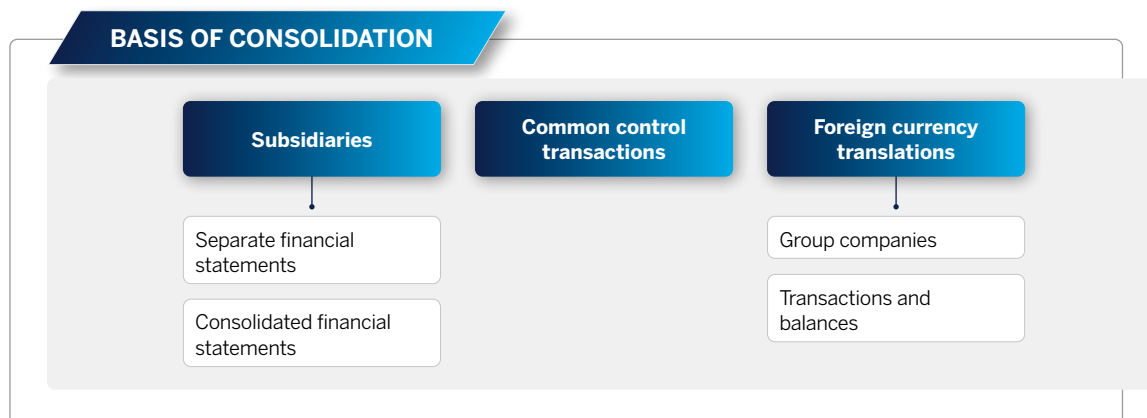 BASIS OF CONSOLIDATION
Subsidiaries
Separate financial
statements
Consolidated financial
statements
Common control
transactions
Foreign currency
translations
Group companies
Transactions and
balances